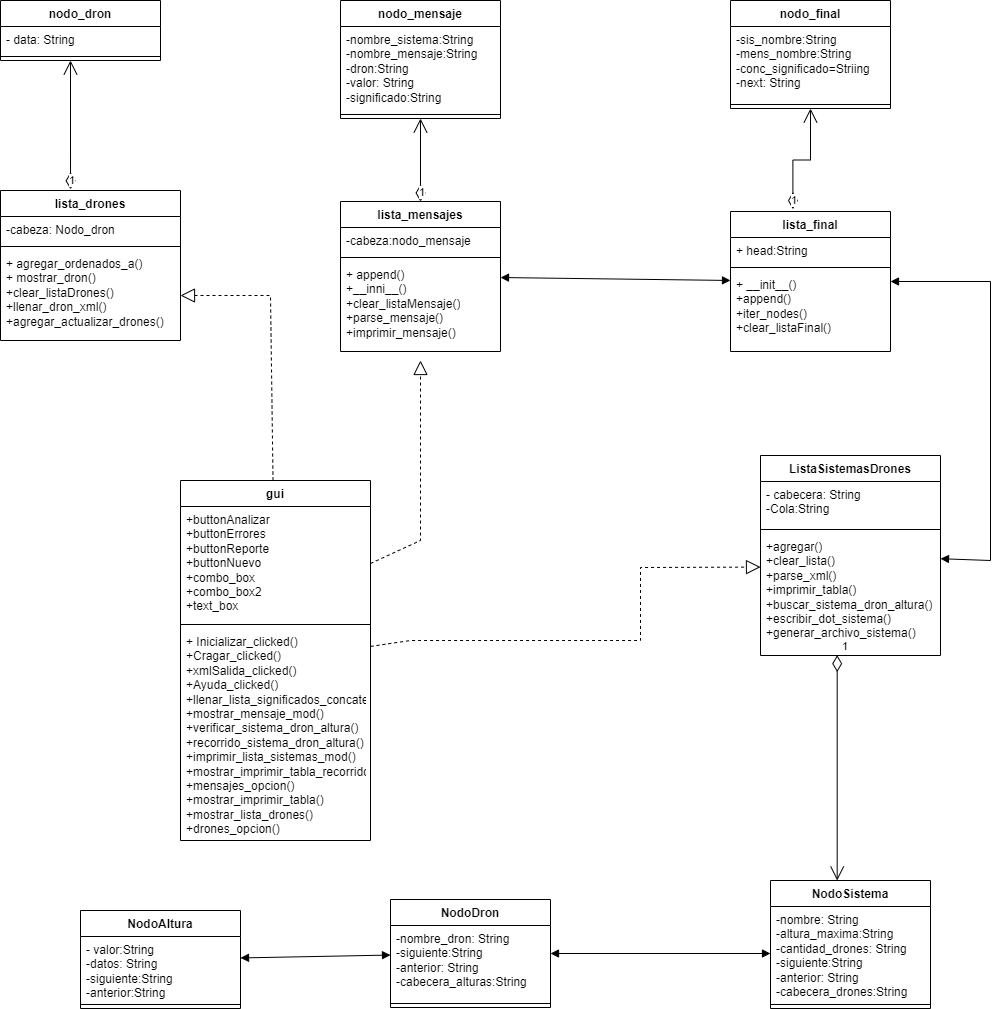 nodo_dron
- data: String
nodo_mensaje
-nombre_sistema:String
-nombre_mensaje:String
-dron:String
-valor: String
-significado:String
nodo_final
-sis_nombre:String
-mens_nombre:String
-conc_significado=Striing
-next: String
1
1
1
lista_drones
-cabeza: Nodo_dron
+ agregar_ordenados_a()
+ mostrar_dron()
+clear_listaDrones()
+llenar_dron_xml()
+agregar_actualizar_drones()
lista_mensajes
-cabeza:nodo_mensaje
+ append()
+__inni__()
+clear_listaMensaje()
+parse_mensaje()
+imprimir_mensaje()
lista_final
+ head:String
+ __init__()
+append()
+iter_nodes()
+clear_listaFinal()
gui
+buttonAnalizar
+buttonErrores
+buttonReporte
+buttonNuevo
+combo_box
+combo_box2
+text_box
+ Inicializar_clicked()
+Cragar_clicked()
+xmlSalida_clicked()
+Ayuda_clicked()
+llenar_lista_significados_concate
+mostrar_mensaje_mod()
+verificar_sistema_dron_altura()
+recorrido_sistema_dron_altura()
+imprimir_lista_sistemas_mod()
+mostrar_imprimir_tabla_recorrido
+mensajes_opcion()
+mostrar_imprimir_tabla()
+mostrar_lista_drones()
+drones_opcion()
ListaSistemasDrones
- cabecera: String
-Cola:String
+agregar()
+clear_lista()
+parse_xml()
+imprimir_tabla()
+buscar_sistema_dron_altura()
+escribir_dot_sistema()
+generar_archivo_sistema()
1
NodoAltura
- valor:String
-datos: String
-siguiente:String
-anterior:String
NodoDron
-nombre_dron: String
-siguiente:String
-anterior: String
-cabecera_alturas:String
NodoSistema
-nombre: String
-altura_maxima:String
-cantidad_drones: String
-siguiente:String
-anterior: String
-cabecera_drones:String